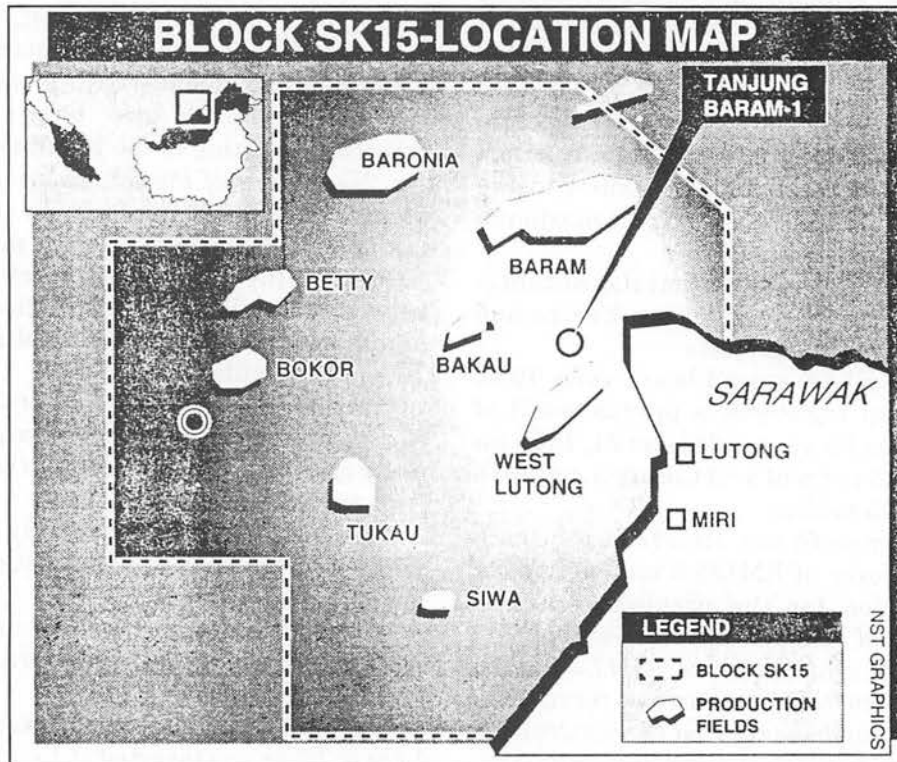 BLOCK SK15-LOCATION MAP
TANJUNG
BARAM-1
BARONIA
BARAM
BETTY
BAKAU
BOKOR
SARAWAK
WEST
LUTONG
LUTONG
MIRI
TUKAU
SIWA
LEGEND
BLOCK SK15
PRODUCTION
FIELDS
NST GRAPHICS